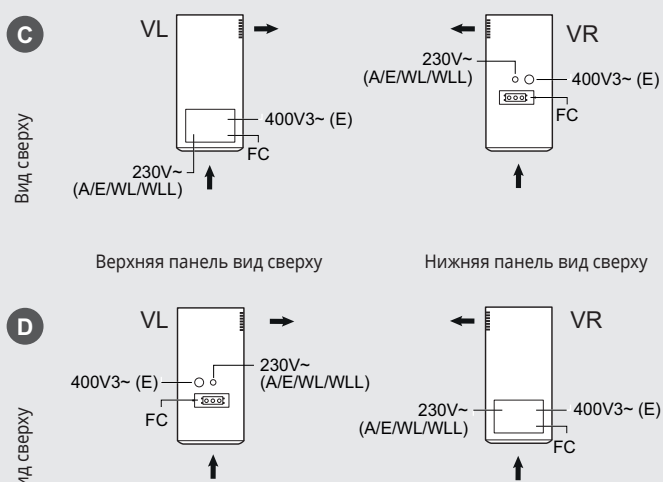 C
VL
VR
Вид сверху
400V3~ (E)
FC
230V~
(A/E/WL/WLL)
230V~
(A/E/WL/WLL)
400V3~ (E)
FC
Верхняя панель вид сверху
Нижняя панель вид сверху
D
VL
VR
сверху
400V3~ (E)
230V~
(A/E/WL/WLL)
FC
230V~
(A/E/WL/WLL)
400V3~ (E)
FC